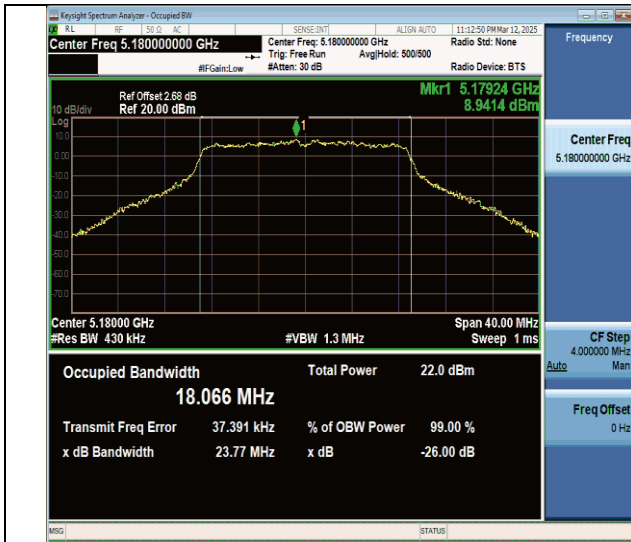 Keysight Spectrum Analyzer - Occupied BW
RL RF 50 Ω AC SENSE:INT ALIGN AUTO 11:12:50 PM Mar 12, 2025
Center Freq 5.180000000 GHz
Center Freq: 5.180000000 GHz
Radio Std: None
Trig: Free Run Avg|Hold: 500/500
#IFGain:Low #Atten: 30 dB Radio Device: BTS
Frequency
Mkr1 5.17924 GHz
8.9414 dBm
Ref Offset 2.68 dB
10 dB/div Ref 20.00 dBm
Log
10.0
0.00
-10.0
-20.0
-30.0
-40.0
-50.0
-60.0
-70.0
1
Center 5.18000 GHz Span 40.00 MHz
#Res BW 430 kHz #VBW 1.3 MHz Sweep 1 ms
Occupied Bandwidth Total Power 22.0 dBm
18.066 MHz
Transmit Freq Error 37.391 kHz % of OBW Power 99.00 %
x dB Bandwidth 23.77 MHz x dB -26.00 dB
Center Freq
5.180000000 GHz
CF Step
4.000000 MHz
Auto Man
Freq Offset
0 Hz
MSG STATUS